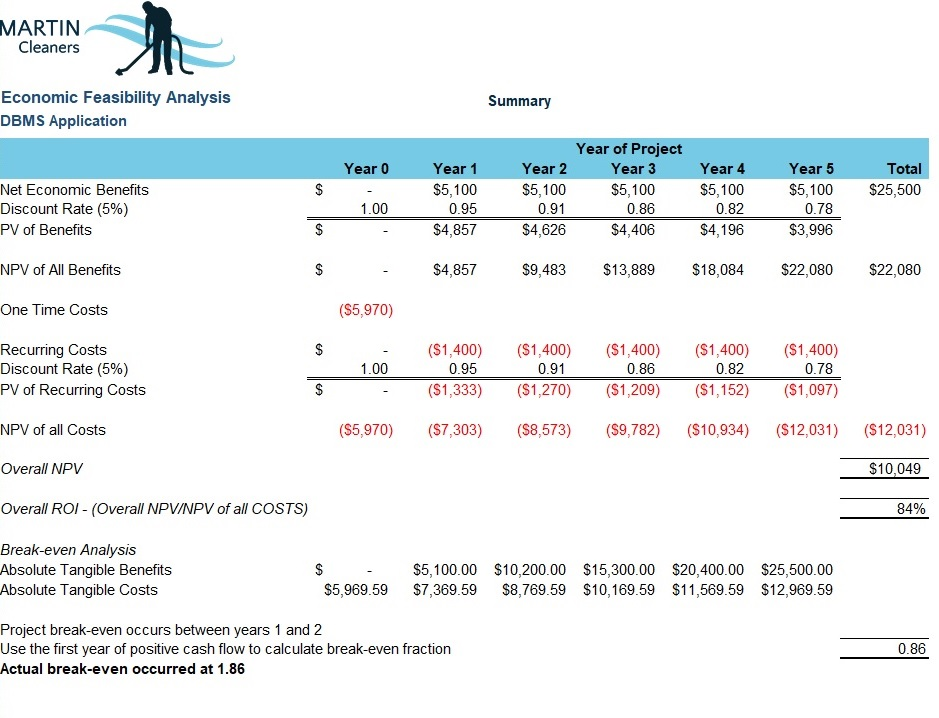 MARTIN
Cleaners
Economic Feasibility Analysis
Summary
DBMS Application
Year of Project
Year 0 Year 1 Year 2 Year 3 Year 4 Year 5 Total
Net Economic Benefits $ - $5,100 $5,100 $5,100 $5,100 $5,100 $25,500
Discount Rate (5%) 1.00 0.95 0.91 0.86 0.82 0.78
PV of Benefits $ - $4,857 $4,626 $4,406 $4,196 $3,996
NPV of All Benefits $ - $4,857 $9,483 $13,889 $18,084 $22,080 $22,080
One Time Costs ($5,970)
Recurring Costs $ - ($1,400) ($1,400) ($1,400) ($1,400) ($1,400)
Discount Rate (5%) 1.00 0.95 0.91 0.86 0.82 0.78
PV of Recurring Costs $ - ($1,333) ($1,270) ($1,209) ($1,152) ($1,097)
NPV of all Costs ($5,970) ($7,303) ($8,573) ($9,782) ($10,934) ($12,031) ($12,031)
Overall NPV $10,049
Overall ROI - (Overall NPV/NPV of all COSTS) 84%
Break-even Analysis
Absolute Tangible Benefits $ - $5,100.00 $10,200.00 $15,300.00 $20,400.00 $25,500.00
Absolute Tangible Costs $5,969.59 $7,369.59 $8,769.59 $10,169.59 $11,569.59 $12,969.59
Project break-even occurs between years 1 and 2
Use the first year of positive cash flow to calculate break-even fraction 0.86
Actual break-even occurred at 1.86